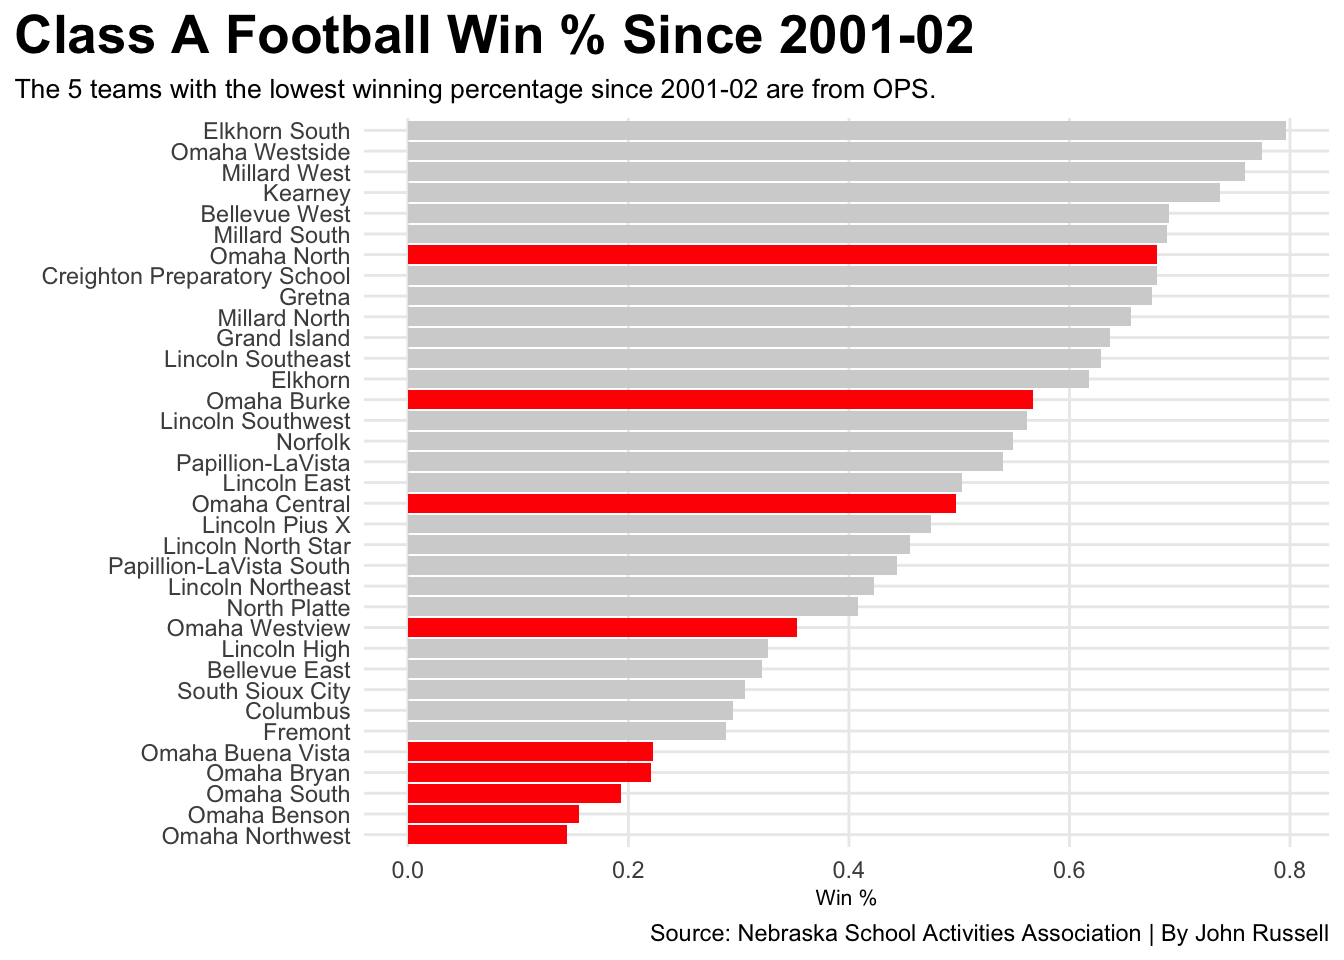 Class A Football Win % Since 2001-02
The 5 teams with the lowest winning percentage since 2001-02 are from OPS.
Elkhorn South
Omaha Westside
Millard West
Kearney
Bellevue West
Millard South
Omaha North
Creighton Preparatory School
Gretna
Millard North
Grand Island
Lincoln Southeast
Elkhorn
Omaha Burke
Lincoln Southwest
Norfolk
Papillion-LaVista
Lincoln East
Omaha Central
Lincoln Pius X
Lincoln North Star
Papillion-LaVista South
Lincoln Northeast
North Platte
Omaha Westview
Lincoln High
Bellevue East
South Sioux City
Columbus
Fremont
Omaha Buena Vista
Omaha Bryan
Omaha South
Omaha Benson
Omaha Northwest
0.0 0.2 0.4 0.6 0.8
Win %
Source: Nebraska School Activities Association | By John Russell